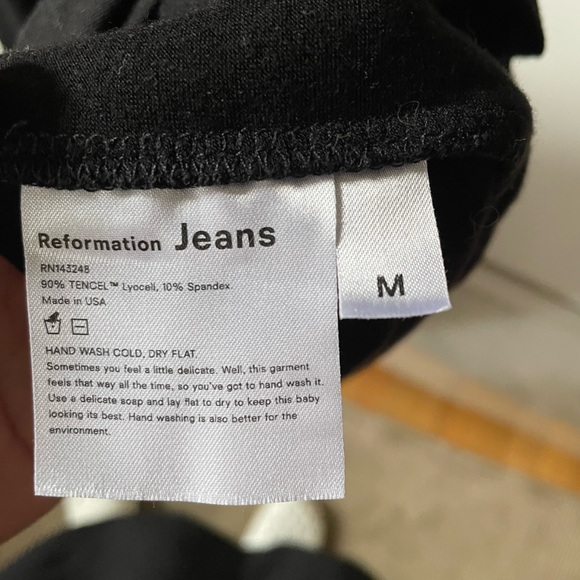 Reformation Jeans
RN143248
90% TENCEL™ Lyocell, 10% Spandex
Made in USA
HAND WASH COLD, DRY FLAT.
Sometimes you feel a little delicate. Well, this garment
feels that way all the time, so you've got to hand wash it.
Use a delicate soap and lay flat to dry to keep this baby
looking its best. Hand washing is also better for the
environment.
M